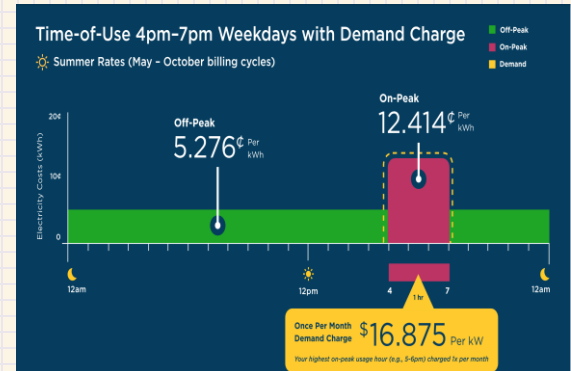 Time-of-Use 4pm–7pm Weekdays with Demand Charge
Summer Rates (May – October billing cycles)
Off-Peak
On-Peak
Demand
Electricity Costs (kWh)
20¢
10¢
0
Off-Peak
5.276¢ Per kWh
On-Peak
12.414¢ Per kWh
12am
12pm
4
7
12am
1 hr
Once Per Month
Demand Charge
$16.875 Per kW
Your highest on-peak usage hour (e.g., 5-6pm) charged 1x per month